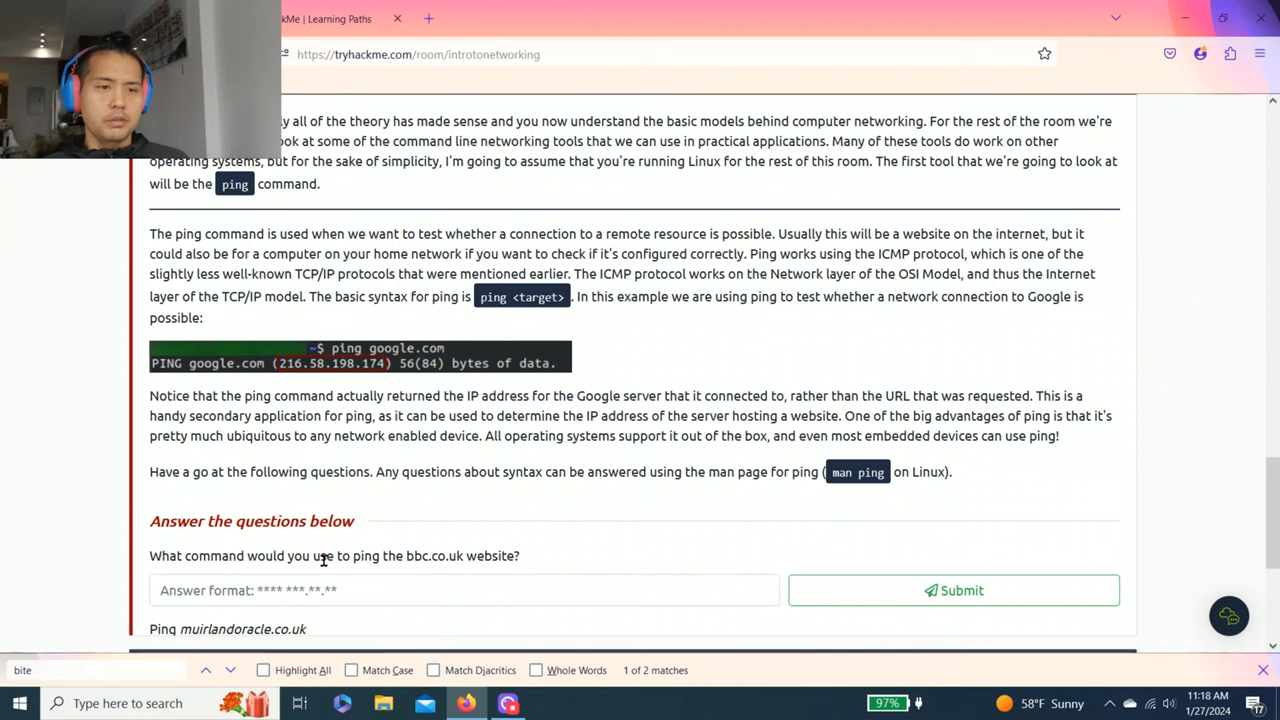 kMe | Learning Paths
https://tryhackme.com/room/introtonetworking
ly all of the theory has made sense and you now understand the basic models behind computer networking. For the rest of the room we're
ook at some of the command line networking tools that we can use in practical applications. Many of these tools do work on other
operating systems, but for the sake of simplicity, I'm going to assume that you're running Linux for the rest of this room. The first tool that we're going to look at
will be the ping command.
The ping command is used when we want to test whether a connection to a remote resource is possible. Usually this will be a website on the internet, but it
could also be for a computer on your home network if you want to check if it's configured correctly. Ping works using the ICMP protocol, which is one of the
slightly less well-known TCP/IP protocols that were mentioned earlier. The ICMP protocol works on the Network layer of the OSI Model, and thus the Internet
layer of the TCP/IP model. The basic syntax for ping is ping <target>. In this example we are using ping to test whether a network connection to Google is
possible:
~$ ping google.com
PING google.com (216.58.198.174) 56(84) bytes of data.
Notice that the ping command actually returned the IP address for the Google server that it connected to, rather than the URL that was requested. This is a
handy secondary application for ping, as it can be used to determine the IP address of the server hosting a website. One of the big advantages of ping is that it's
pretty much ubiquitous to any network enabled device. All operating systems support it out of the box, and even most embedded devices can use ping!
Have a go at the following questions. Any questions about syntax can be answered using the man page for ping (man ping on Linux).
Answer the questions below
What command would you use to ping the bbc.co.uk website?
Answer format: **** ***.**.**
Submit
Ping muirlandoracle.co.uk
bite
Highlight All
Match Case
Match Diacritics
Whole Words
1 of 2 matches
Type here to search
97%
58°F Sunny
11:18 AM
1/27/2024
17